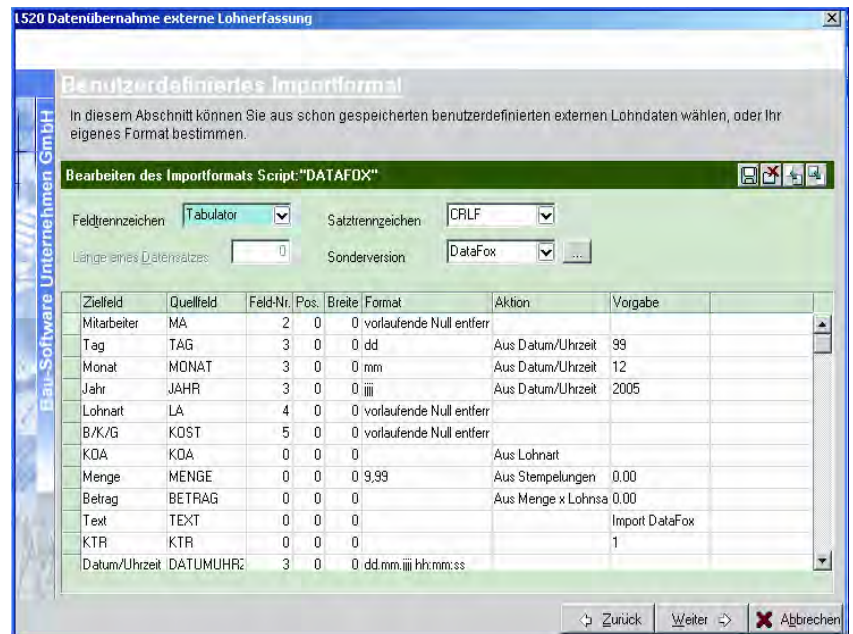 L520 Datenübernahme externe Lohnerfassung
Benutzerdefiniertes Importformat
In diesem Abschnitt können Sie aus schon gespeicherten benutzerdefinierten externen Lohndaten wählen, oder Ihr
eigenes Format bestimmen.
Bau-Software Unternehmen GmbH
Bearbeiten des Importformats Script:"DATAFOX"
Feldtrennzeichen Tabulator Satztrennzeichen CRLF
Länge eines Datensatzes 0 Sonderversion DataFox ...
Zielfeld Quellfeld Feld-Nr. Pos. Breite Format Aktion Vorgabe
Mitarbeiter MA 2 0 0 vorlaufende Null entferr
Tag TAG 3 0 0 dd Aus Datum/Uhrzeit 99
Monat MONAT 3 0 0 mm Aus Datum/Uhrzeit 12
Jahr JAHR 3 0 0 jjjj Aus Datum/Uhrzeit 2005
Lohnart LA 4 0 0 vorlaufende Null entferr
B/K/G KOST 5 0 0 vorlaufende Null entferr
KOA KOA 0 0 0 Aus Lohnart
Menge MENGE 0 0 0 9,99 Aus Stempelungen 0.00
Betrag BETRAG 0 0 0 Aus Menge x Lohnsa 0.00
Text TEXT 0 0 0 Import DataFox
KTR KTR 0 0 0 1
Datum/Uhrzeit DATUMUHRZ 3 0 0 dd.mm.jjjj hh:mm:ss
Zurück Weiter Abbrechen